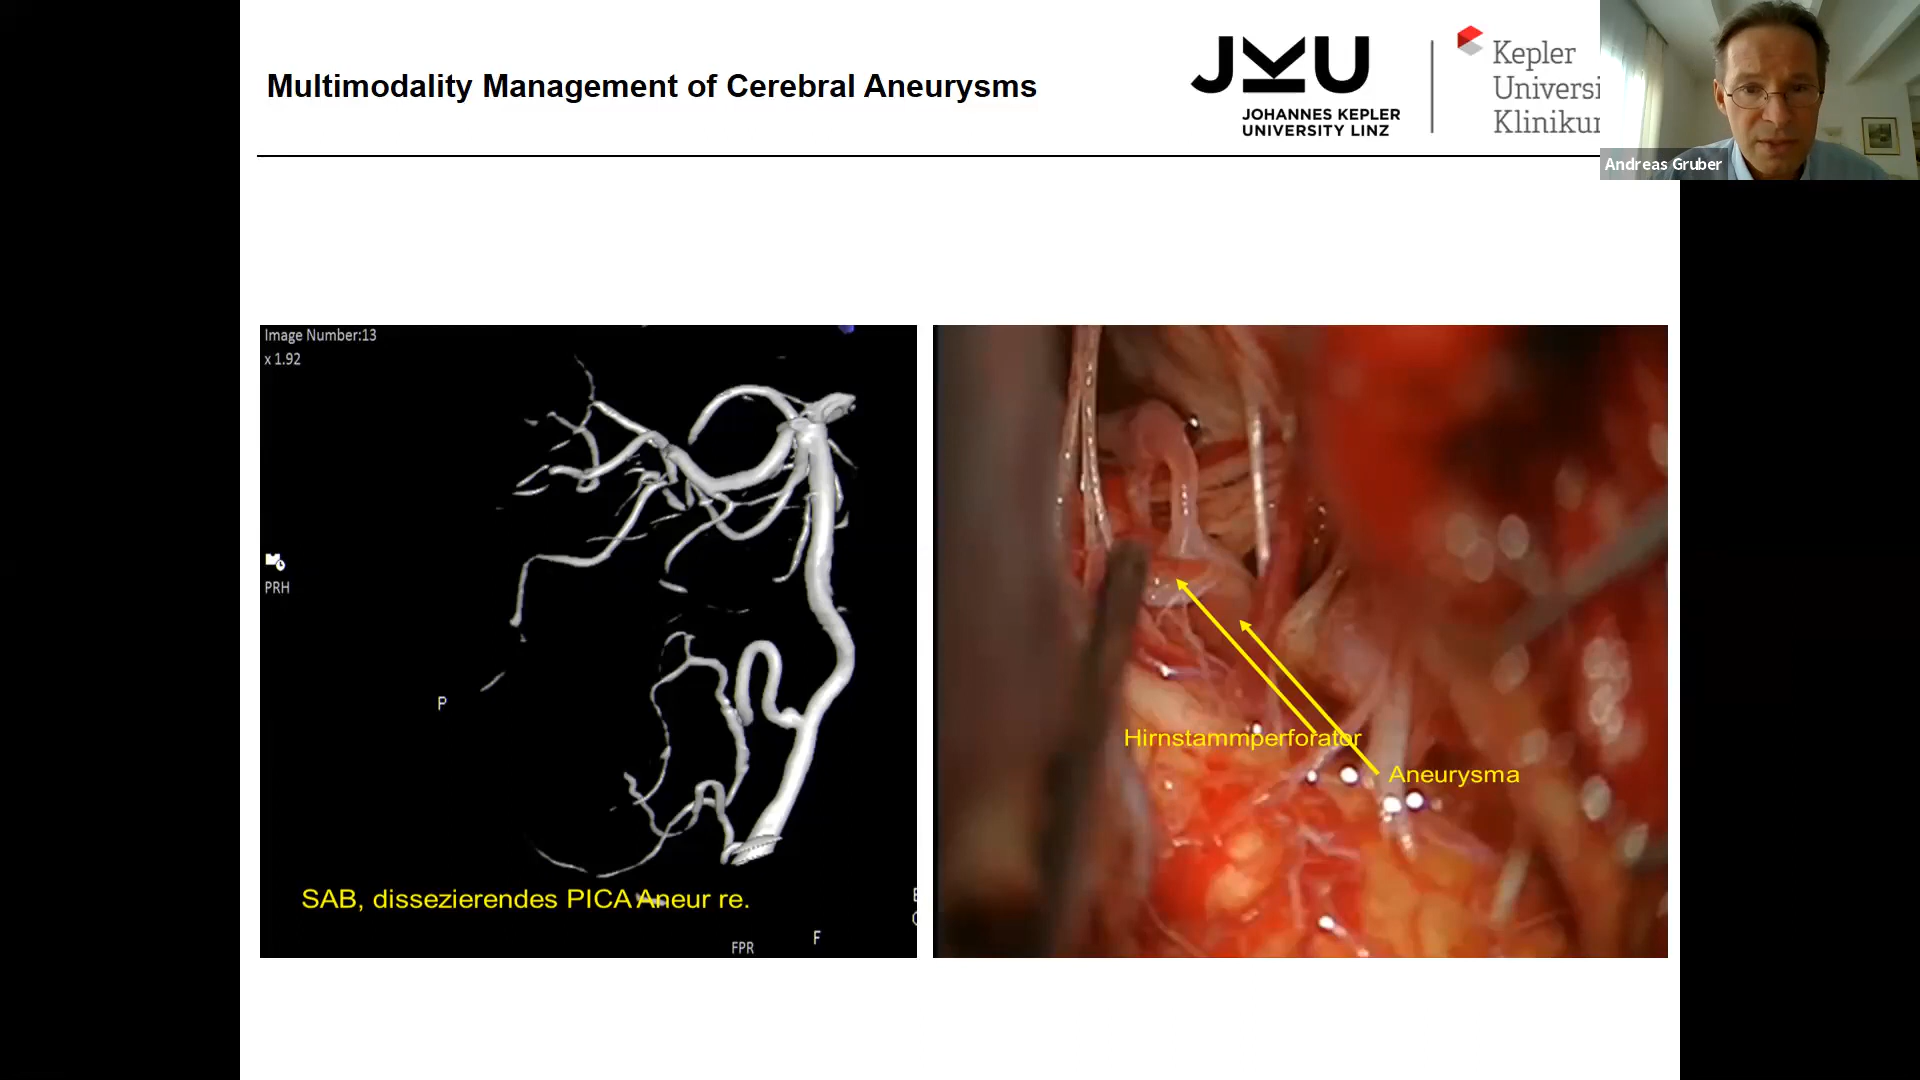 Multimodality Management of Cerebral Aneurysms
JKU
JOHANNES KEPLER
UNIVERSITY LINZ
Kepler
Universi
Kliniku
Andreas Gruber
Image Number:13
x 1.92
PRH
P
SAB, dissezierendes PICA Aneur re.
FPR
F
Hirnstammperforator
Aneurysma